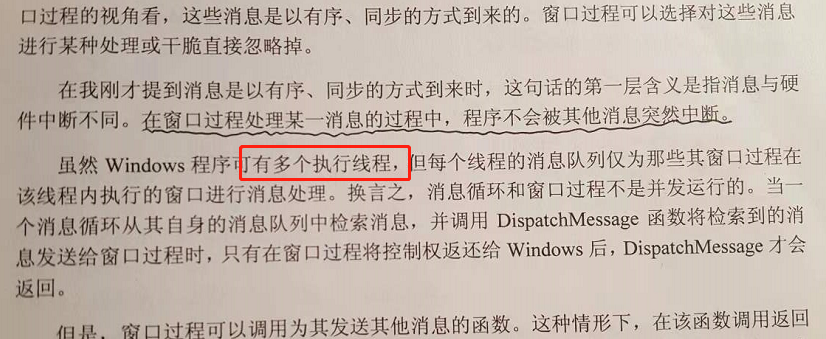 口过程的视角看，这些消息是以有序、同步的方式到来的。窗口过程可以选择对这些消息
进行某种处理或干脆直接忽略掉。
在我刚才提到消息是以有序、同步的方式到来时，这句话的第一层含义是指消息与硬
件中断不同。在窗口过程处理某一消息的过程中，程序不会被其他消息突然中断。
虽然 Windows 程序可有多个执行线程，但每个线程的消息队列仅为那些其窗口过程在
该线程内执行的窗口进行消息处理。换言之，消息循环和窗口过程不是并发运行的。当一
个消息循环从其自身的消息队列中检索消息，并调用 DispatchMessage 函数将检索到的消
息发送给窗口过程时，只有在窗口过程将控制权返还给 Windows 后，DispatchMessage 才会
返回。
但是，窗口过程可以调用为其发送其他消息的函数。这种情形下，在该函数调用返回